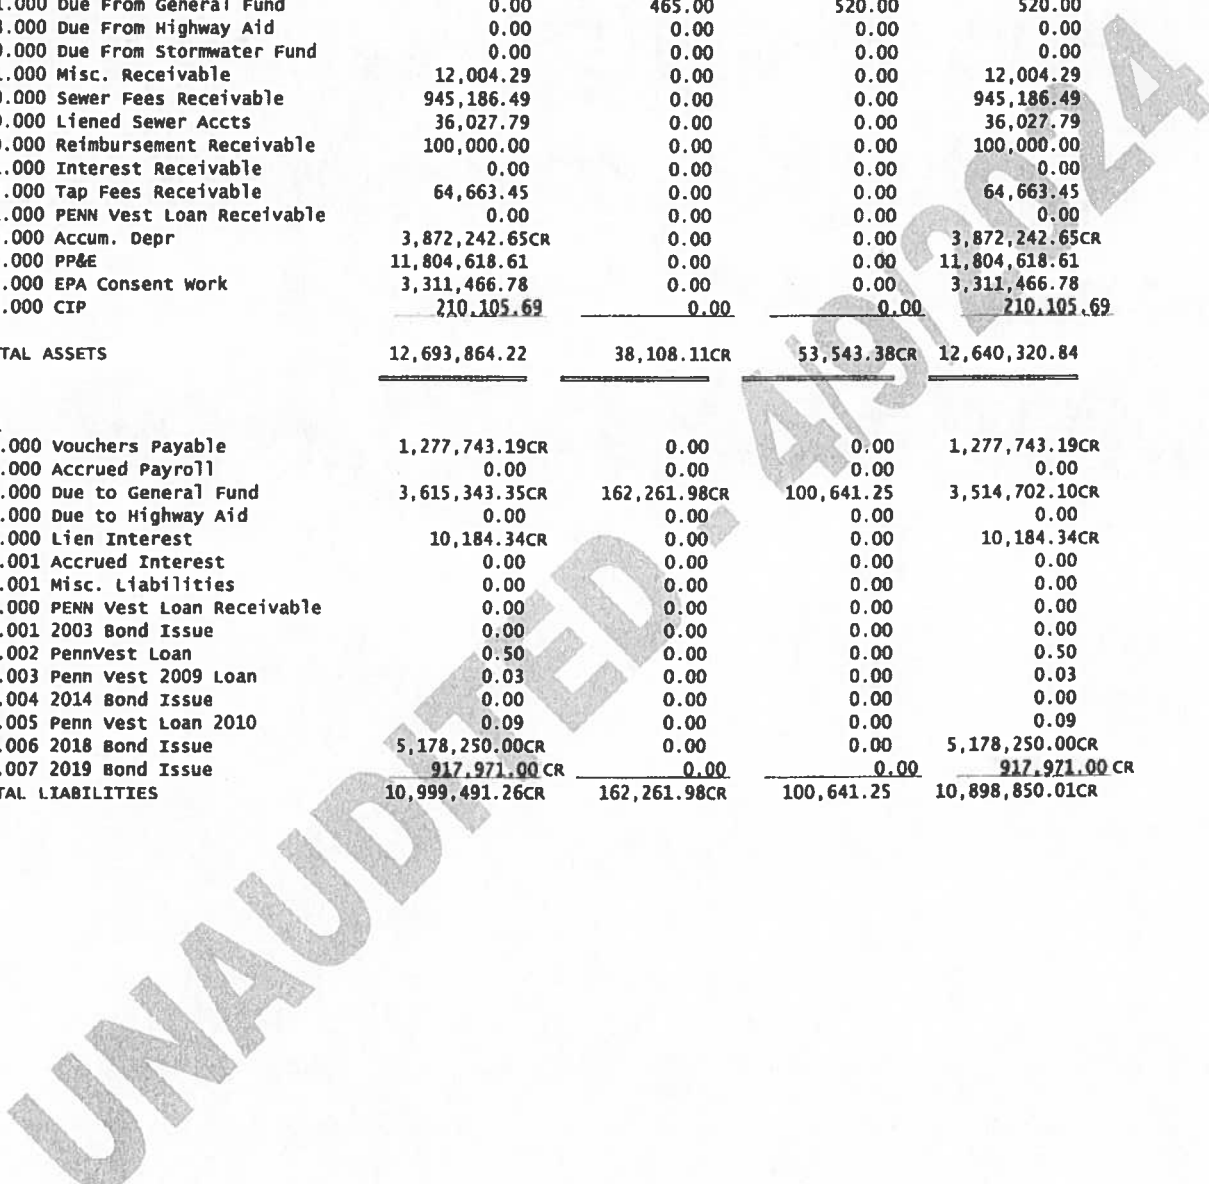 .000 Due From General Fund 0.00 465.00 520.00 520.00
.000 Due From Highway Aid 0.00 0.00 0.00 0.00
.000 Due From Stormwater Fund 0.00 0.00 0.00 0.00
.000 Misc. Receivable 12,004.29 0.00 0.00 12,004.29
.000 Sewer Fees Receivable 945,186.49 0.00 0.00 945,186.49
.000 Liened Sewer Accts 36,027.79 0.00 0.00 36,027.79
.000 Reimbursement Receivable 100,000.00 0.00 0.00 100,000.00
.000 Interest Receivable 0.00 0.00 0.00 0.00
.000 Tap Fees Receivable 64,663.45 0.00 0.00 64,663.45
.000 PENN Vest Loan Receivable 0.00 0.00 0.00 0.00
.000 Accum. Depr 3,872,242.65CR 0.00 0.00 3,872,242.65CR
.000 PP&E 11,804,618.61 0.00 0.00 11,804,618.61
.000 EPA Consent Work 3,311,466.78 0.00 0.00 3,311,466.78
.000 CIP 210,105.69 0.00 0.00 210,105.69
TAL ASSETS 12,693,864.22 38,108.11CR 53,543.38CR 12,640,320.84
.000 Vouchers Payable 1,277,743.19CR 0.00 0.00 1,277,743.19CR
.000 Accrued Payroll 0.00 0.00 0.00 0.00
.000 Due to General Fund 3,615,343.35CR 162,261.98CR 100,641.25 3,514,702.10CR
.000 Due to Highway Aid 0.00 0.00 0.00 0.00
.000 Lien Interest 10,184.34CR 0.00 0.00 10,184.34CR
.001 Accrued Interest 0.00 0.00 0.00 0.00
.001 Misc. Liabilities 0.00 0.00 0.00 0.00
.000 PENN Vest Loan Receivable 0.00 0.00 0.00 0.00
.001 2003 Bond Issue 0.00 0.00 0.00 0.00
.002 PennVest Loan 0.50 0.00 0.00 0.50
.003 Penn Vest 2009 Loan 0.03 0.00 0.00 0.03
.004 2014 Bond Issue 0.00 0.00 0.00 0.00
.005 Penn Vest Loan 2010 0.09 0.00 0.00 0.09
.006 2018 Bond Issue 5,178,250.00CR 0.00 0.00 5,178,250.00CR
.007 2019 Bond Issue 917,971.00 CR 0.00 0.00 917,971.00 CR
TAL LIABILITIES 10,999,491.26CR 162,261.98CR 100,641.25 10,898,850.01CR
UNAUDITED - 4/9/2024